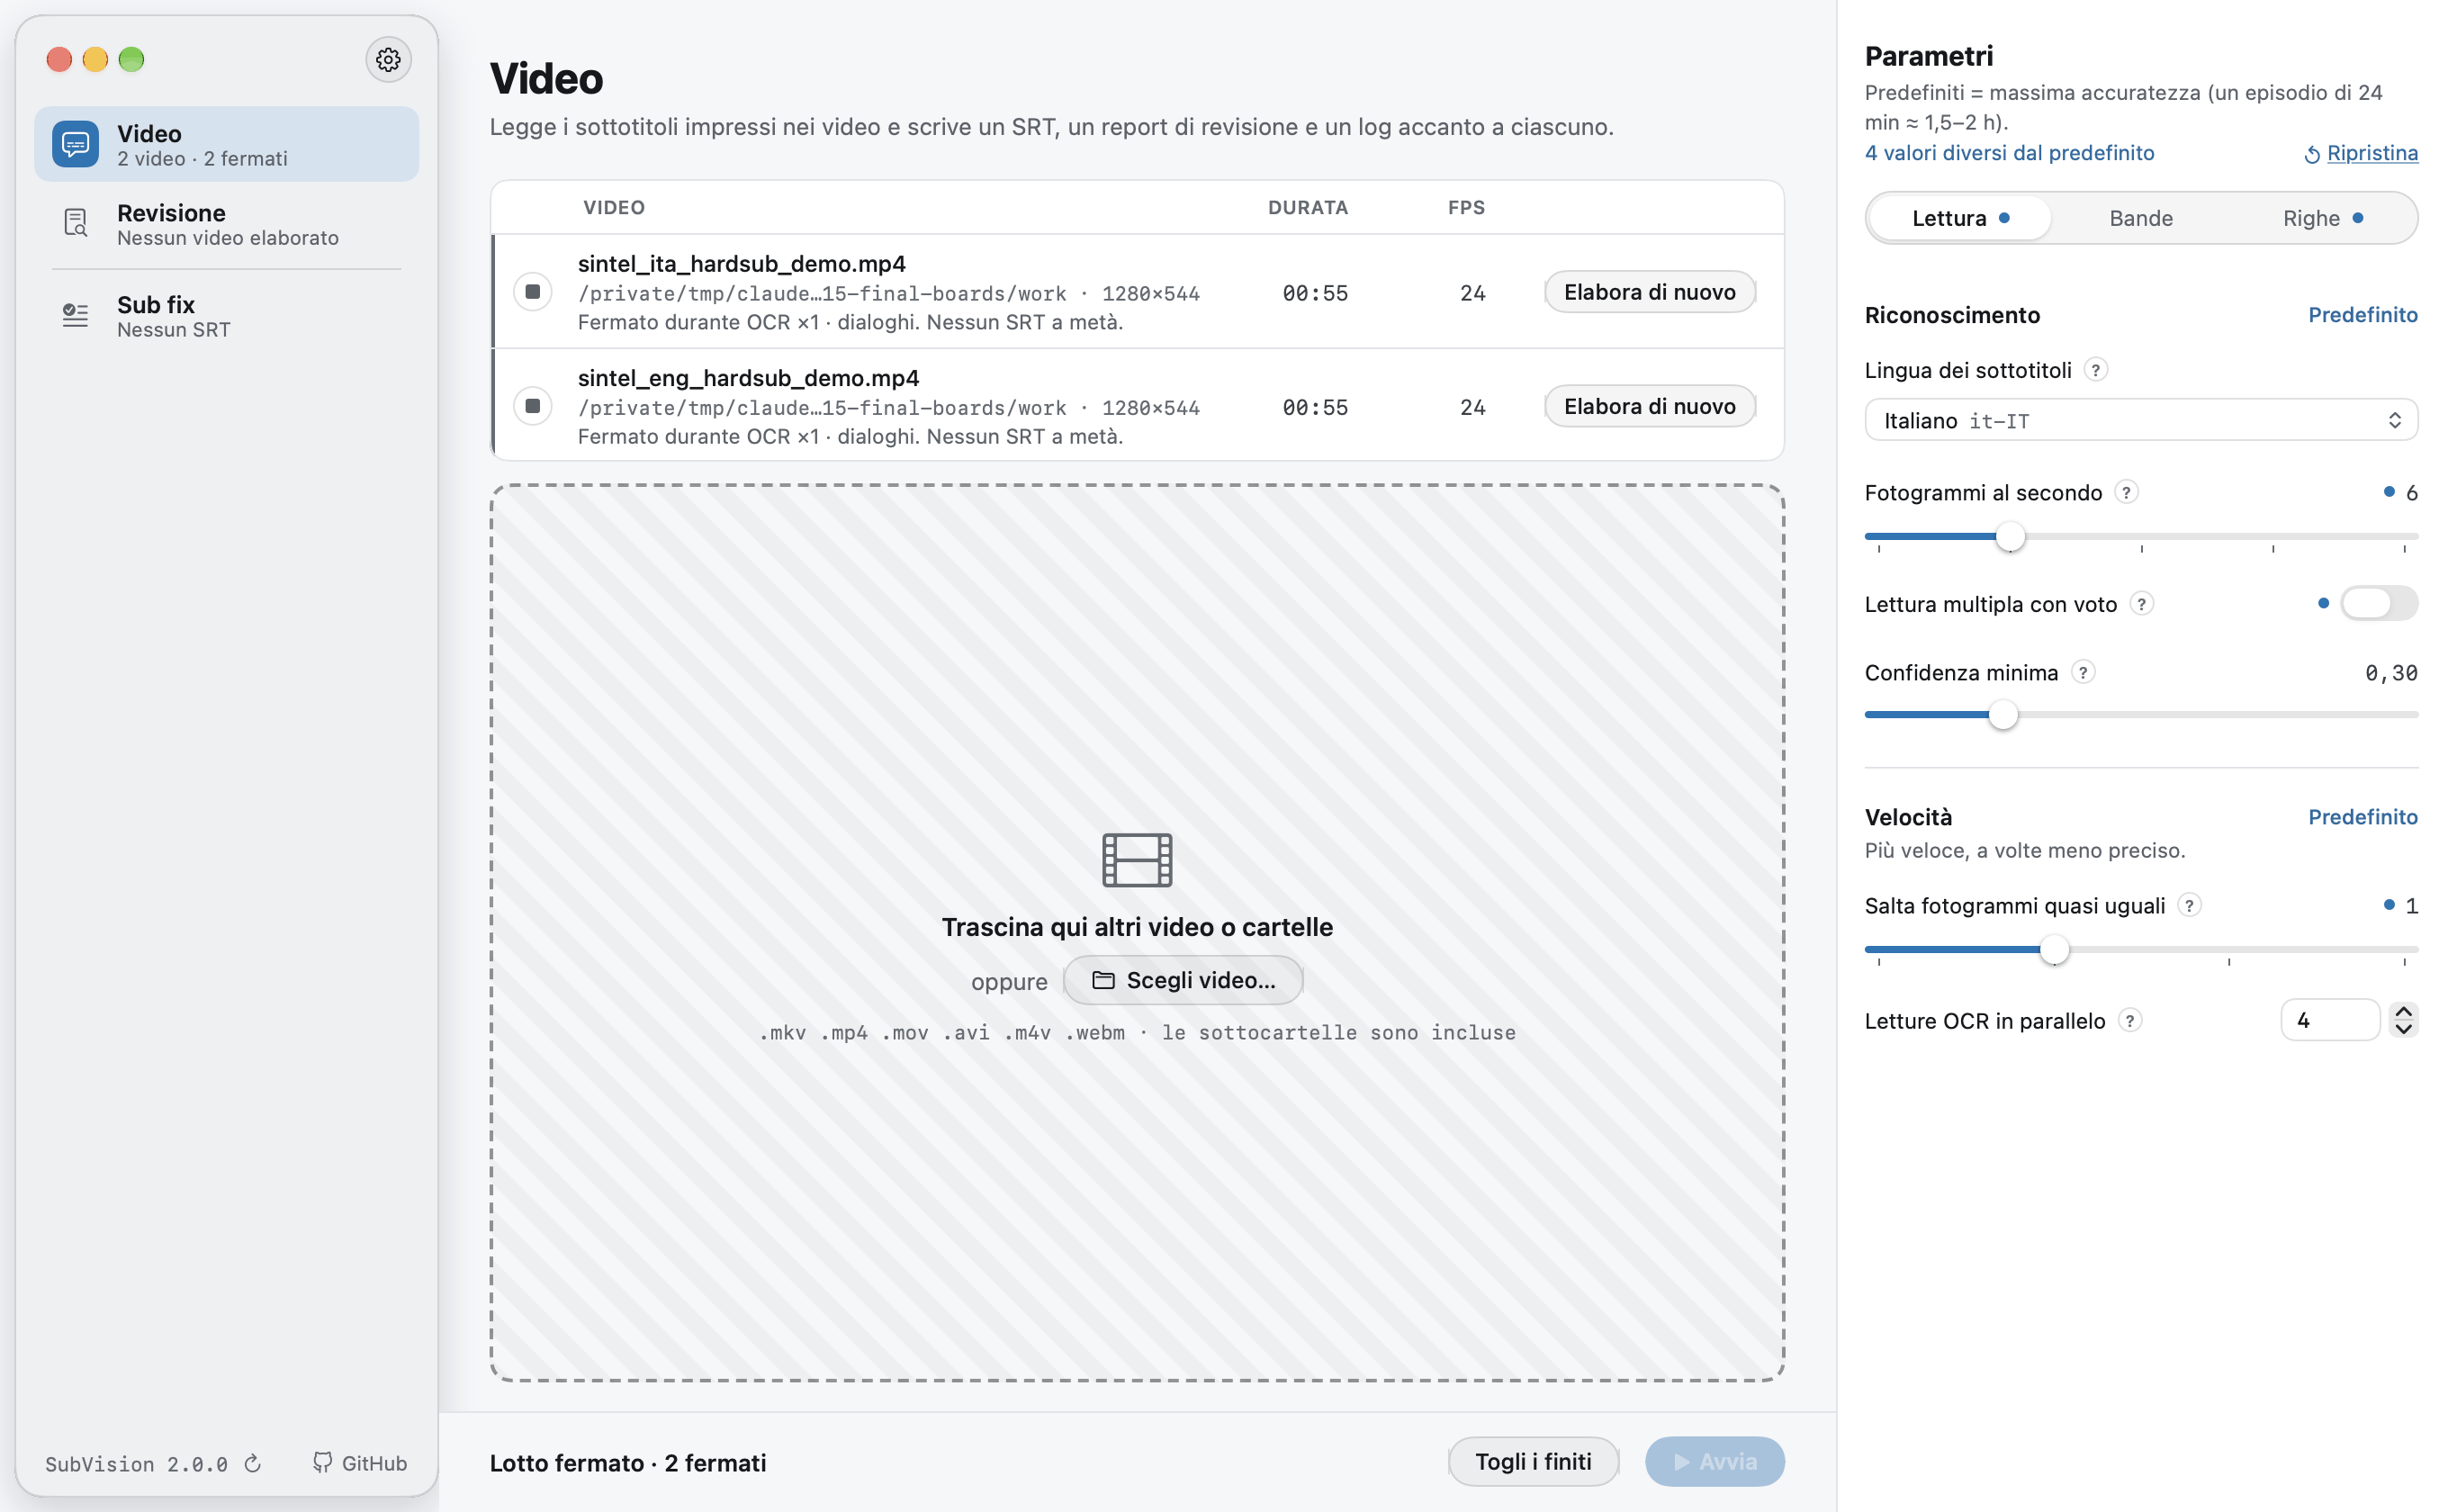 Video
2 video · 2 fermati
Revisione
Nessun video elaborato
Sub fix
Nessun SRT
SubVision 2.0.0
GitHub
Video
Legge i sottotitoli impressi nei video e scrive un SRT, un report di revisione e un log accanto a ciascuno.
VIDEO DURATA FPS
sintel_ita_hardsub_demo.mp4
/private/tmp/claude…15-final-boards/work · 1280×544 00:55 24 Elabora di nuovo
Fermato durante OCR ×1 · dialoghi. Nessun SRT a metà.
sintel_eng_hardsub_demo.mp4
/private/tmp/claude…15-final-boards/work · 1280×544 00:55 24 Elabora di nuovo
Fermato durante OCR ×1 · dialoghi. Nessun SRT a metà.
Trascina qui altri video o cartelle
oppure Scegli video...
.mkv .mp4 .mov .avi .m4v .webm · le sottocartelle sono incluse
Lotto fermato · 2 fermati
Togli i finiti
Avvia
Parametri
Predefiniti = massima accuratezza (un episodio di 24
min ≈ 1,5–2 h).
4 valori diversi dal predefinito Ripristina
Lettura Bande Righe
Riconoscimento Predefinito
Lingua dei sottotitoli ?
Italiano it-IT
Fotogrammi al secondo ? 6
Lettura multipla con voto ?
Confidenza minima ? 0,30
Velocità Predefinito
Più veloce, a volte meno preciso.
Salta fotogrammi quasi uguali ? 1
Letture OCR in parallelo ? 4